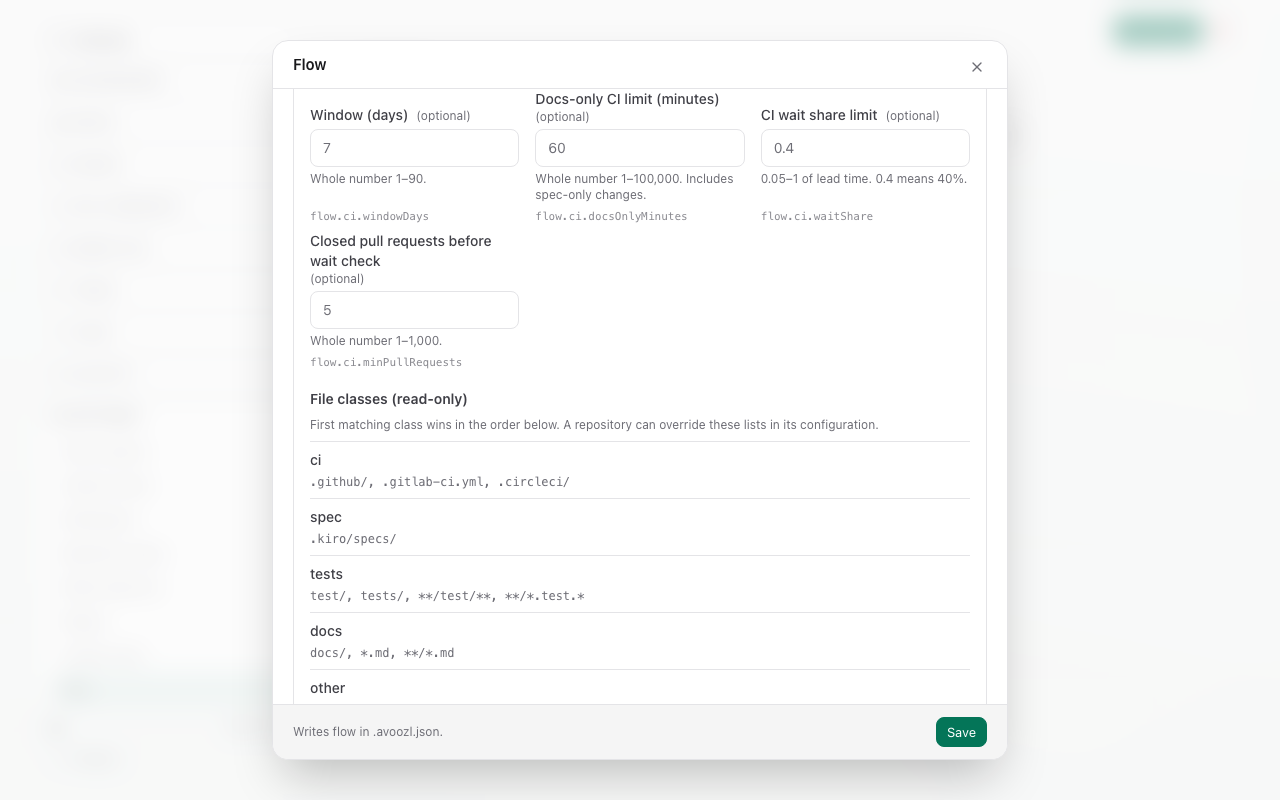 Flow
Window (days) (optional)
7
Whole number 1–90.
flow.ci.windowDays
Docs-only CI limit (minutes)
(optional)
60
Whole number 1–100,000. Includes
spec-only changes.
flow.ci.docsOnlyMinutes
CI wait share limit (optional)
0.4
0.05–1 of lead time. 0.4 means 40%.
flow.ci.waitShare
Closed pull requests before
wait check
(optional)
5
Whole number 1–1,000.
flow.ci.minPullRequests
File classes (read-only)
First matching class wins in the order below. A repository can override these lists in its configuration.
ci
.github/, .gitlab-ci.yml, .circleci/
spec
.kiro/specs/
tests
test/, tests/, **/test/**, **/*.test.*
docs
docs/, *.md, **/*.md
other
Writes flow in .avoozl.json.
Save